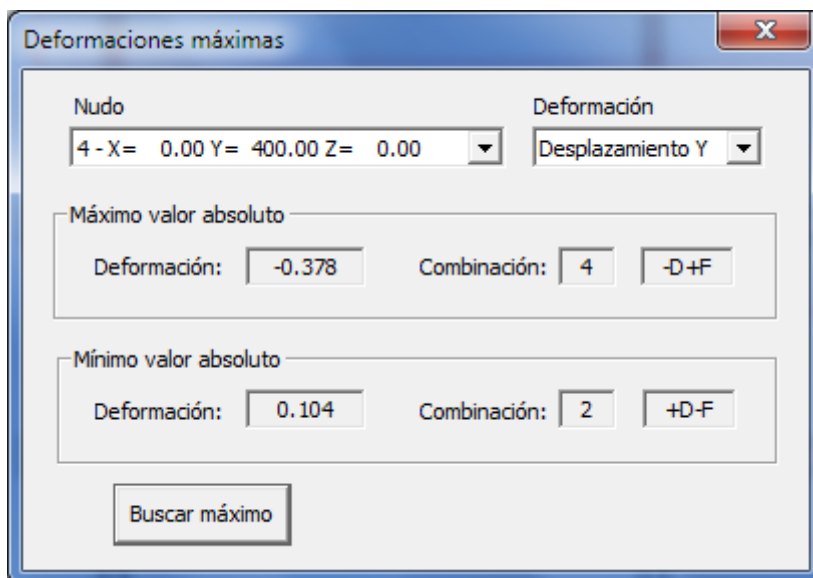 Deformaciones máximas
Nudo Deformación
4 - X= 0.00 Y= 400.00 Z= 0.00 Desplazamiento Y
Máximo valor absoluto
Deformación: -0.378 Combinación: 4 -D+F
Mínimo valor absoluto
Deformación: 0.104 Combinación: 2 +D-F
Buscar máximo